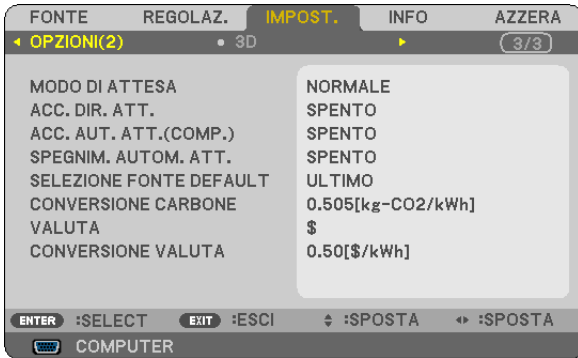 FONTE REGOLAZ. IMPOST. INFO AZZERA
OPZIONI(2) 3D 3/3
MODO DI ATTESA NORMALE
ACC. DIR. ATT. SPENTO
ACC. AUT. ATT.(COMP.) SPENTO
SPEGNIM. AUTOM. ATT. SPENTO
SELEZIONE FONTE DEFAULT ULTIMO
CONVERSIONE CARBONE 0.505[kg-CO2/kWh]
VALUTA $
CONVERSIONE VALUTA 0.50[$/kWh]
ENTER :SELECT EXIT :ESCI :SPOSTA :SPOSTA
COMPUTER